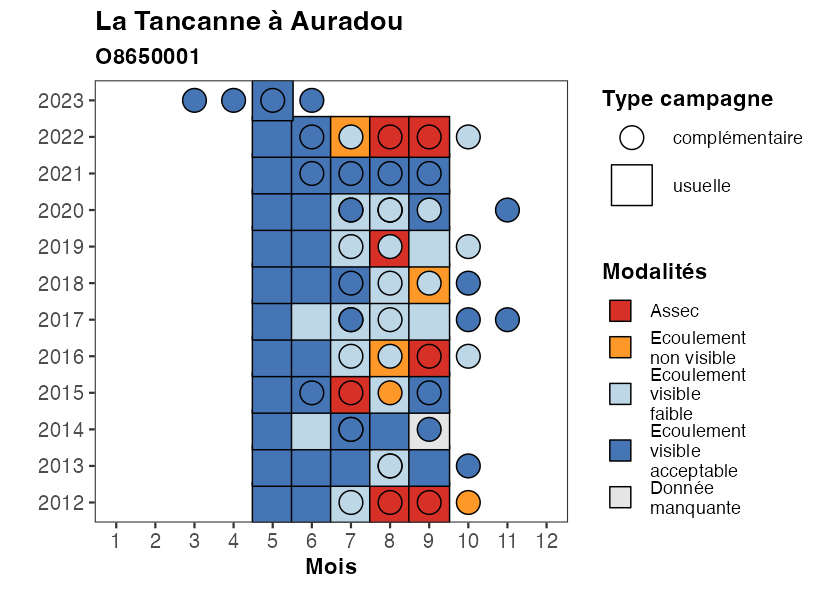 La Tancanne à Auradou
O8650001
2023
2022
2021
2020
2019
2018
2017
2016
2015
2014
2013
2012
1 2 3 4 5 6 7 8 9 10 11 12
Mois
Type campagne
complémentaire
usuelle
Modalités
Assec
Ecoulement
non visible
Ecoulement
visible
faible
Ecoulement
visible
acceptable
Donnée
manquante